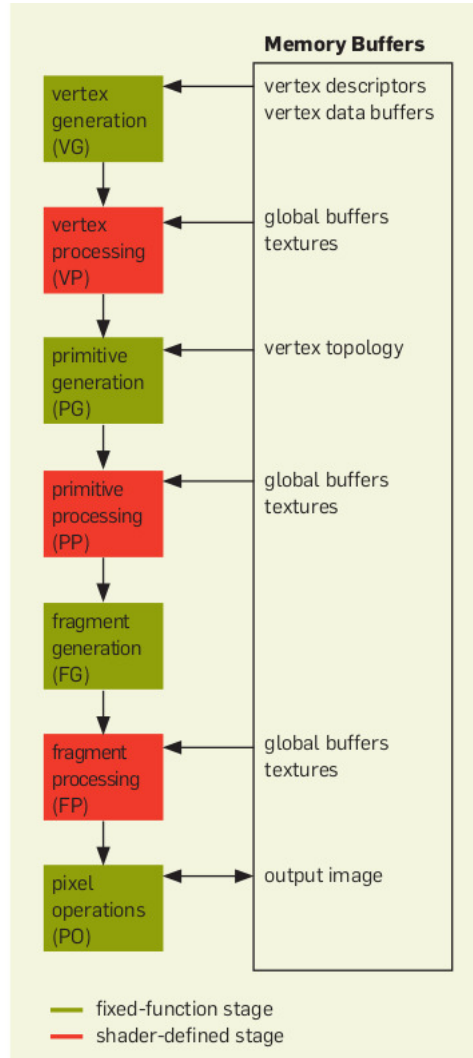 Memory Buffers
vertex
generation
(VG)
vertex descriptors
vertex data buffers
vertex
processing
(VP)
global buffers
textures
primitive
generation
(PG)
vertex topology
primitive
processing
(PP)
global buffers
textures
fragment
generation
(FG)
fragment
processing
(FP)
global buffers
textures
pixel
operations
(PO)
output image
fixed-function stage
shader-defined stage